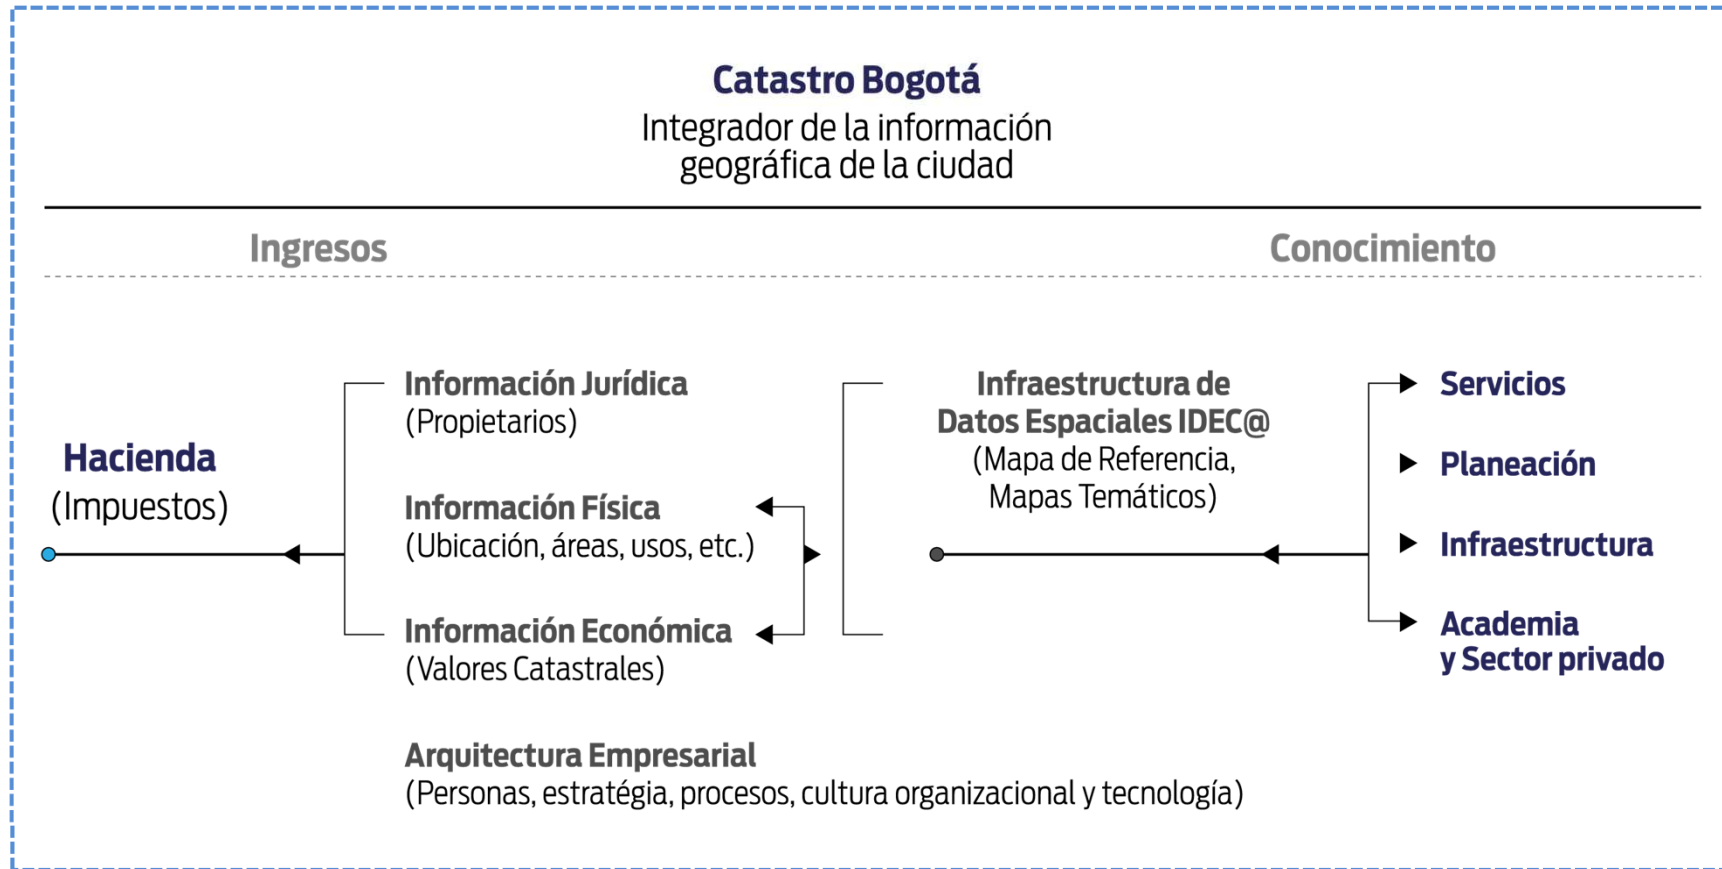 Catastro Bogotá
Integrador de la información
geográfica de la ciudad
Ingresos
Conocimiento
Hacienda
(Impuestos)
Información Jurídica
(Propietarios)
Información Física
(Ubicación, áreas, usos, etc.)
Información Económica
(Valores Catastrales)
Infraestructura de
Datos Espaciales IDEC@
(Mapa de Referencia,
Mapas Temáticos)
Servicios
Planeación
Infraestructura
Academia
y Sector privado
Arquitectura Empresarial
(Personas, estratégia, procesos, cultura organizacional y tecnología)